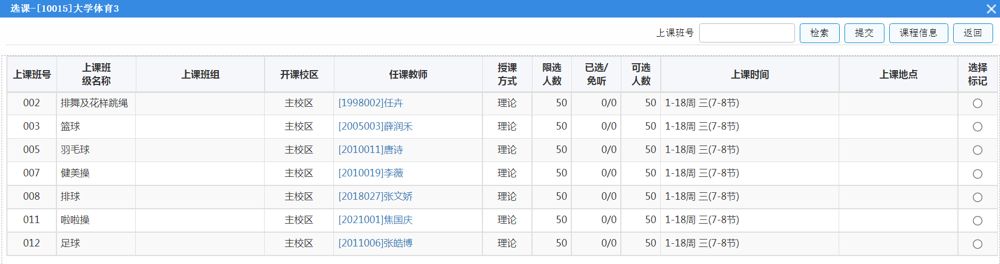 选课-[10015]大学体育3
上课班号 检索 提交 课程信息 返回
上课班号 上课班级名称 上课班组 开课校区 任课教师 授课方式 限选人数 已选/免听 可选人数 上课时间 上课地点 选择标记
002 排舞及花样跳绳 主校区 [1998002]任卉 理论 50 0/0 50 1-18周 三(7-8节)
003 篮球 主校区 [2005003]薛润禾 理论 50 0/0 50 1-18周 三(7-8节)
005 羽毛球 主校区 [2010011]唐诗 理论 50 0/0 50 1-18周 三(7-8节)
007 健美操 主校区 [2010019]李薇 理论 50 0/0 50 1-18周 三(7-8节)
008 排球 主校区 [2018027]张文娇 理论 50 0/0 50 1-18周 三(7-8节)
011 啦啦操 主校区 [2021001]焦国庆 理论 50 0/0 50 1-18周 三(7-8节)
012 足球 主校区 [2011006]张皓博 理论 50 0/0 50 1-18周 三(7-8节)